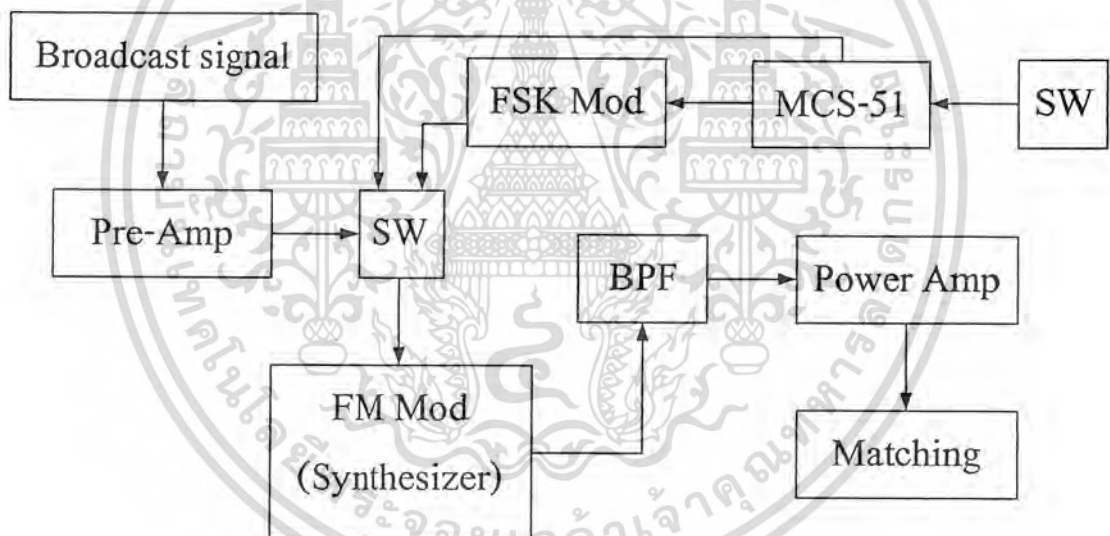 Broadcast signal
FSK Mod
MCS-51
SW
Pre-Amp
SW
BPF
Power Amp
FM Mod
(Synthesizer)
Matching